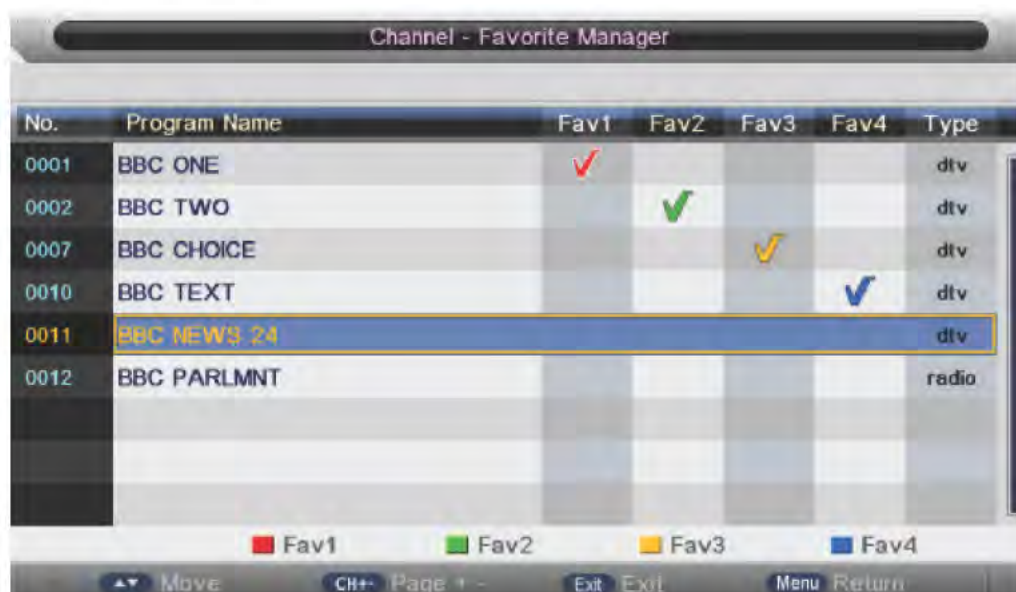 Channel - Favorite Manager
No. Program Name Fav1 Fav2 Fav3 Fav4 Type
0001 BBC ONE dtv
0002 BBC TWO dtv
0007 BBC CHOICE dtv
0010 BBC TEXT dtv
0011 BBC NEWS 24 dtv
0012 BBC PARLMNT radio
Fav1 Fav2 Fav3 Fav4
▲▼ Move CH+- Page + - Exit Exit Menu Return